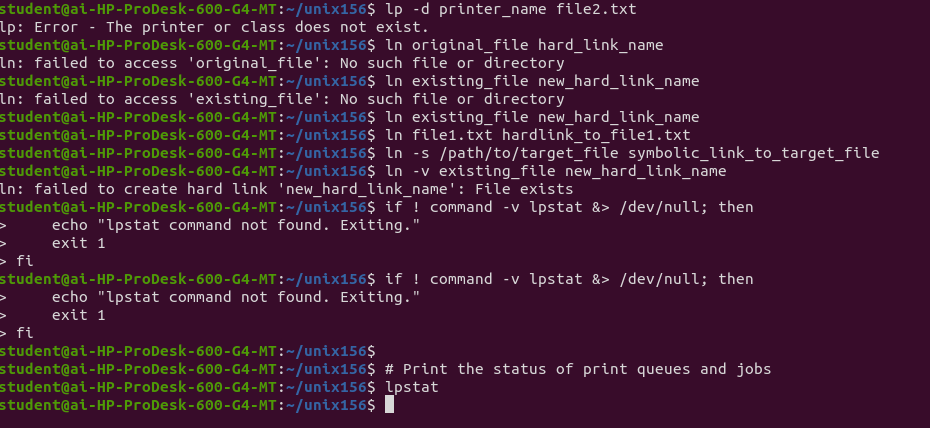 student@ai-HP-ProDesk-600-G4-MT:~/unix156$ lp -d printer_name file2.txt
lp: Error - The printer or class does not exist.
student@ai-HP-ProDesk-600-G4-MT:~/unix156$ ln original_file hard_link_name
ln: failed to access 'original_file': No such file or directory
student@ai-HP-ProDesk-600-G4-MT:~/unix156$ ln existing_file new_hard_link_name
ln: failed to access 'existing_file': No such file or directory
student@ai-HP-ProDesk-600-G4-MT:~/unix156$ ln existing_file new_hard_link_name
student@ai-HP-ProDesk-600-G4-MT:~/unix156$ ln file1.txt hardlink_to_file1.txt
student@ai-HP-ProDesk-600-G4-MT:~/unix156$ ln -s /path/to/target_file symbolic_link_to_target_file
student@ai-HP-ProDesk-600-G4-MT:~/unix156$ ln -v existing_file new_hard_link_name
ln: failed to create hard link 'new_hard_link_name': File exists
student@ai-HP-ProDesk-600-G4-MT:~/unix156$ if ! command -v lpstat &> /dev/null; then
>     echo "lpstat command not found. Exiting."
>     exit 1
> fi
student@ai-HP-ProDesk-600-G4-MT:~/unix156$ if ! command -v lpstat &> /dev/null; then
>     echo "lpstat command not found. Exiting."
>     exit 1
> fi
student@ai-HP-ProDesk-600-G4-MT:~/unix156$
student@ai-HP-ProDesk-600-G4-MT:~/unix156$ # Print the status of print queues and jobs
student@ai-HP-ProDesk-600-G4-MT:~/unix156$ lpstat
student@ai-HP-ProDesk-600-G4-MT:~/unix156$